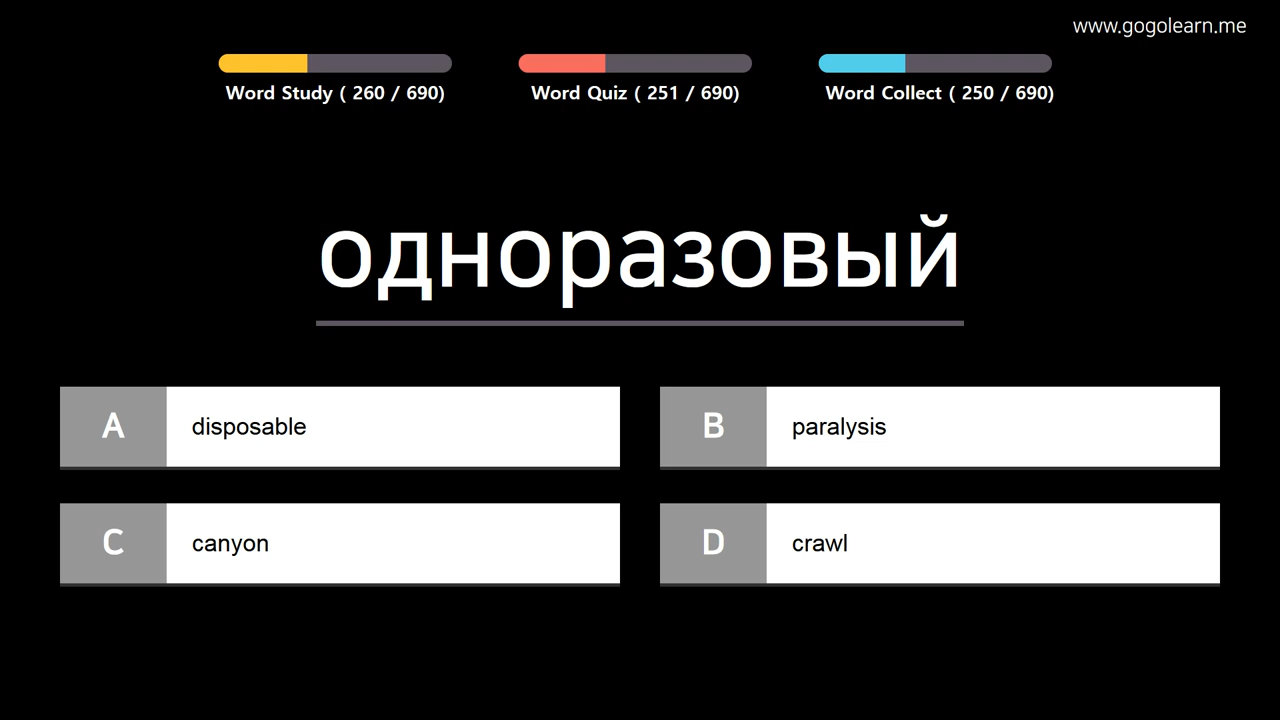 www.gogolearn.me
Word Study ( 260 / 690)
Word Quiz ( 251 / 690)
Word Collect ( 250 / 690)
одноразовый
A disposable
B paralysis
C canyon
D crawl